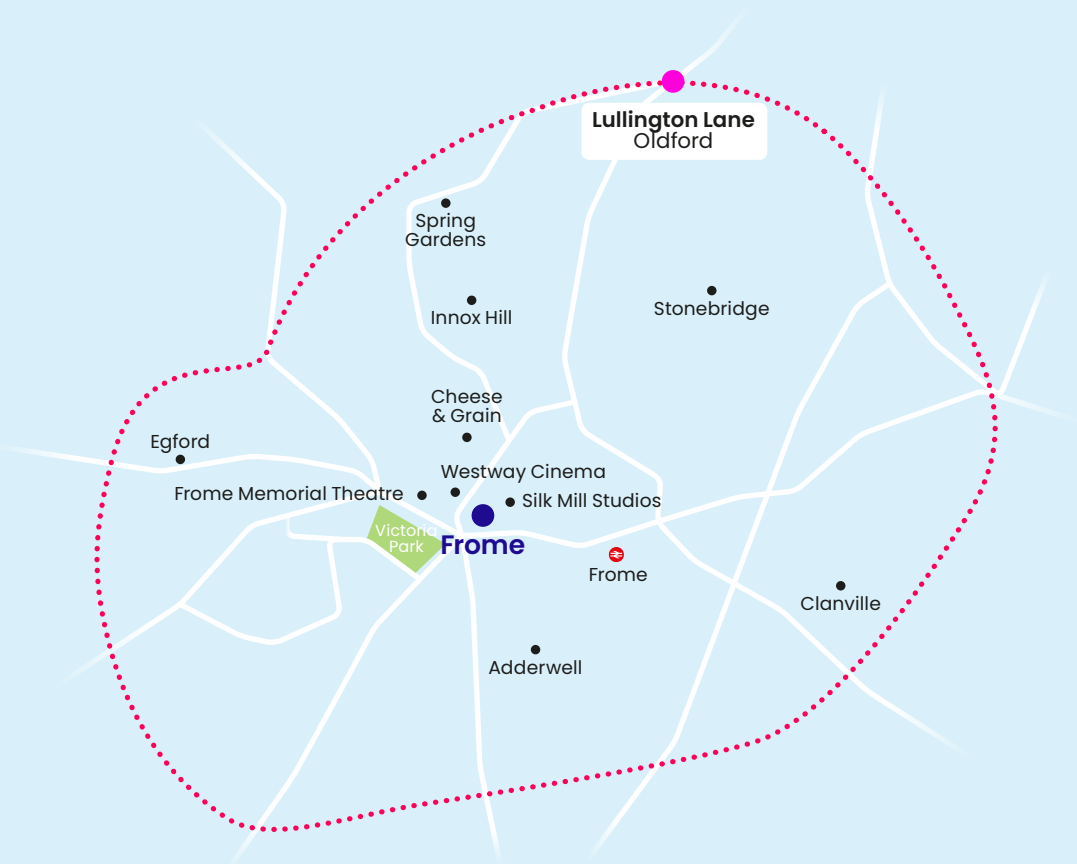 Lullington Lane
Oldford
Spring
Gardens
Innox Hill
Stonebridge
Cheese
& Grain
Egford
Westway Cinema
Frome Memorial Theatre
Silk Mill Studios
Victoria
Park
Frome
Frome
Clanville
Adderwell